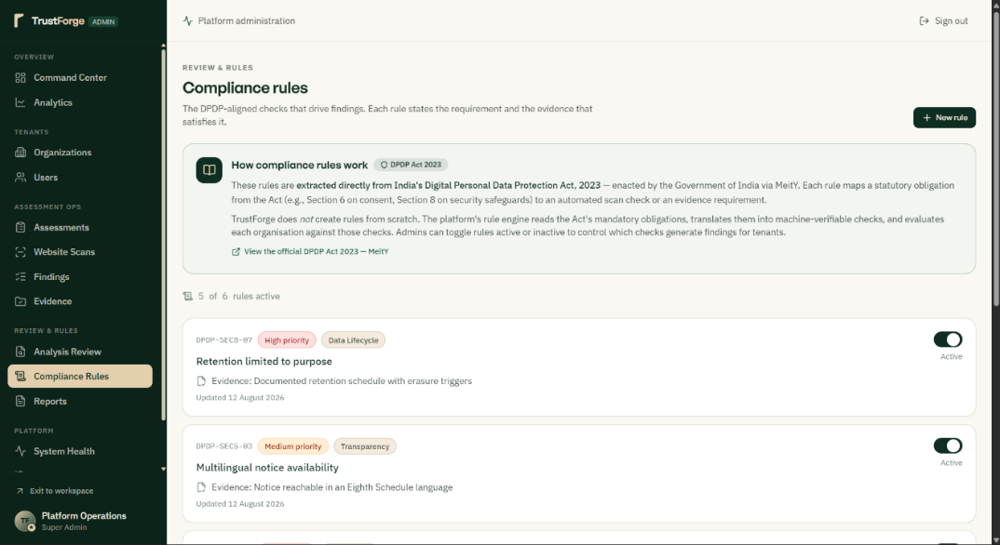 TrustForge ADMIN
Platform administration
Sign out
OVERVIEW
Command Center
Analytics
TENANTS
Organizations
Users
ASSESSMENT OPS
Assessments
Website Scans
Findings
Evidence
REVIEW & RULES
Analysis Review
Compliance Rules
Reports
PLATFORM
System Health
Exit to workspace
TF
Platform Operations
Super Admin
REVIEW & RULES
Compliance rules
The DPDP-aligned checks that drive findings. Each rule states the requirement and the evidence that
satisfies it.
New rule
How compliance rules work DPDP Act 2023
These rules are extracted directly from India's Digital Personal Data Protection Act, 2023 — enacted by the Government of India via MeitY. Each rule maps a statutory obligation
from the Act (e.g., Section 6 on consent, Section 8 on security safeguards) to an automated scan check or an evidence requirement.
TrustForge does not create rules from scratch. The platform's rule engine reads the Act's mandatory obligations, translates them into machine-verifiable checks, and evaluates
each organisation against those checks. Admins can toggle rules active or inactive to control which checks generate findings for tenants.
View the official DPDP Act 2023 — MeitY
5 of 6 rules active
DPDP-SEC8-07 High priority Data Lifecycle
Retention limited to purpose
Evidence: Documented retention schedule with erasure triggers
Updated 12 August 2026
Active
DPDP-SEC5-03 Medium priority Transparency
Multilingual notice availability
Evidence: Notice reachable in an Eighth Schedule language
Updated 12 August 2026
Active